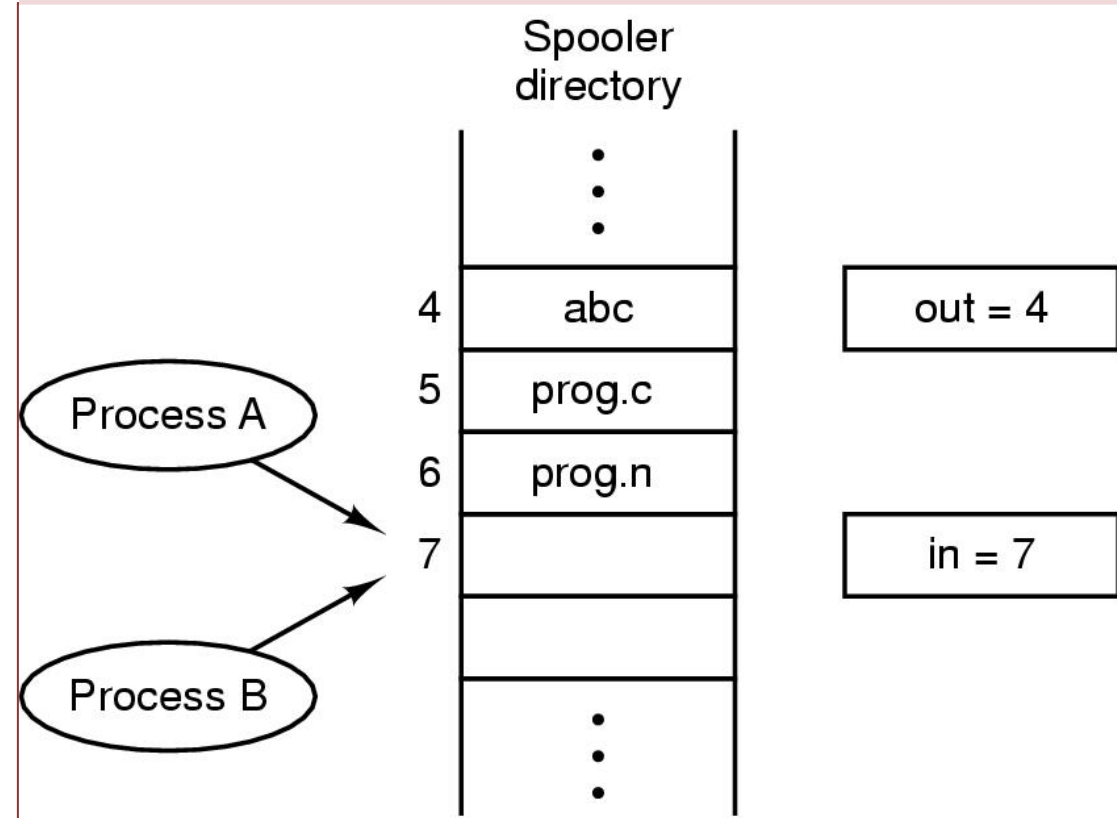 Spooler
directory
4 abc out = 4
5 prog.c
Process A
6 prog.n
7 in = 7
Process B